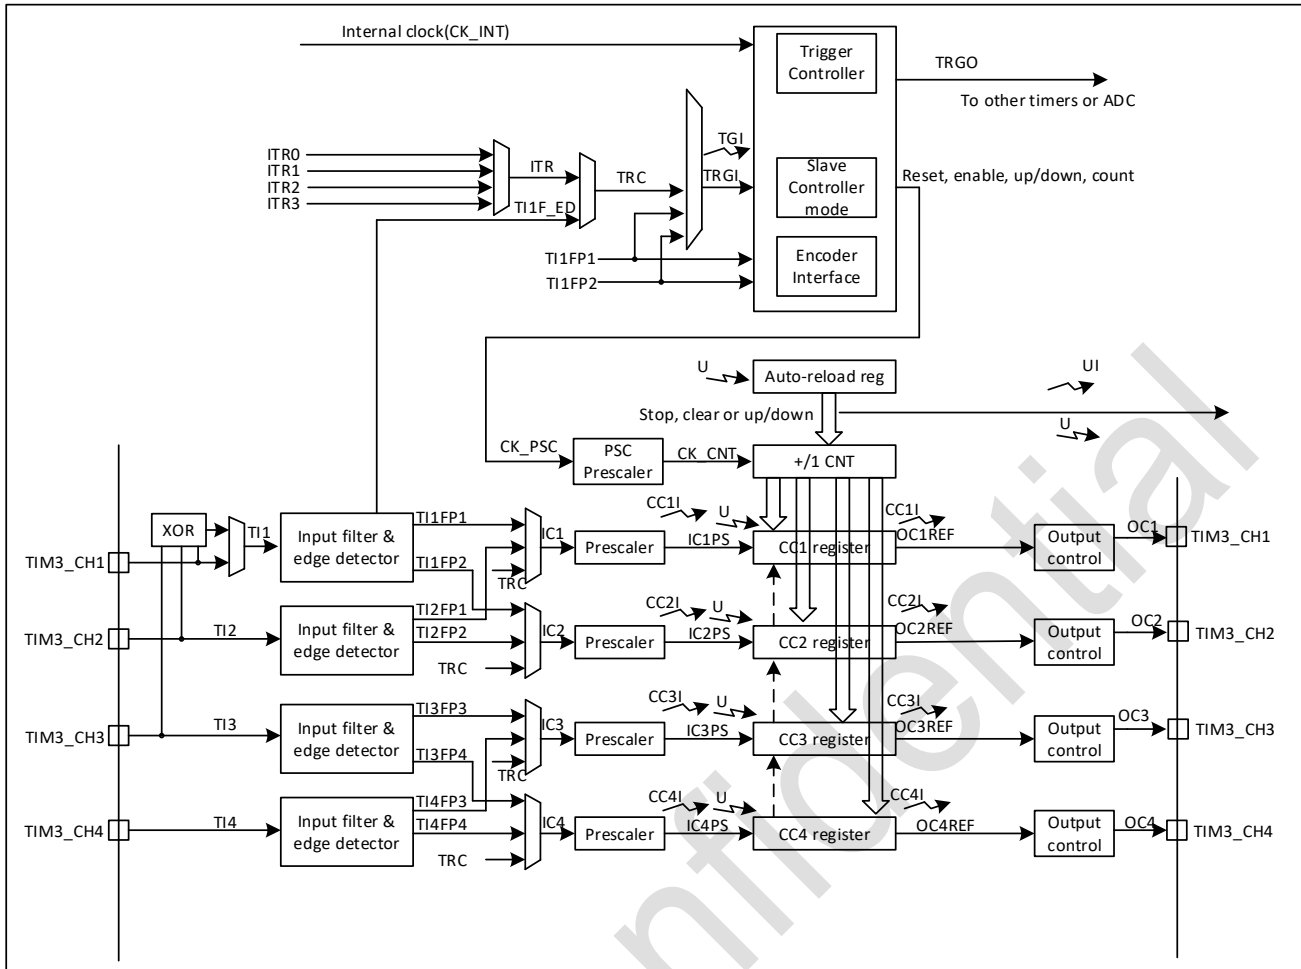 Internal clock(CK_INT)
Trigger
Controller
TRGO
To other timers or ADC
TGI
ITR0
ITR1
ITR2
ITR3
ITR
TRC
TRGI
TI1F_ED
Slave
Controller
mode
Reset, enable, up/down, count
TI1FP1
TI1FP2
Encoder
Interface
U
Auto-reload reg
UI
Stop, clear or up/down
U
CK_PSC
PSC
Prescaler
CK_CNT
+/1 CNT
XOR
TI1
Input filter &
edge detector
TI1FP1
TI1FP2
IC1
TRC
Prescaler
CC1I
U
IC1PS
CC1 register
CC1I
OC1REF
Output
control
OC1
TIM3_CH1
TIM3_CH1
TIM3_CH2
TI2
Input filter &
edge detector
TI2FP1
TI2FP2
TRC
IC2
Prescaler
CC2I
U
IC2PS
CC2 register
CC2I
OC2REF
Output
control
OC2
TIM3_CH2
TIM3_CH3
TI3
Input filter &
edge detector
TI3FP3
TI3FP4
IC3
TRC
Prescaler
CC3I
U
IC3PS
CC3 register
CC3I
OC3REF
Output
control
OC3
TIM3_CH3
TIM3_CH4
TI4
Input filter &
edge detector
TI4FP3
TI4FP4
TRC
IC4
Prescaler
CC4I
U
IC4PS
CC4 register
CC4I
OC4REF
Output
control
OC4
TIM3_CH4
nfidential